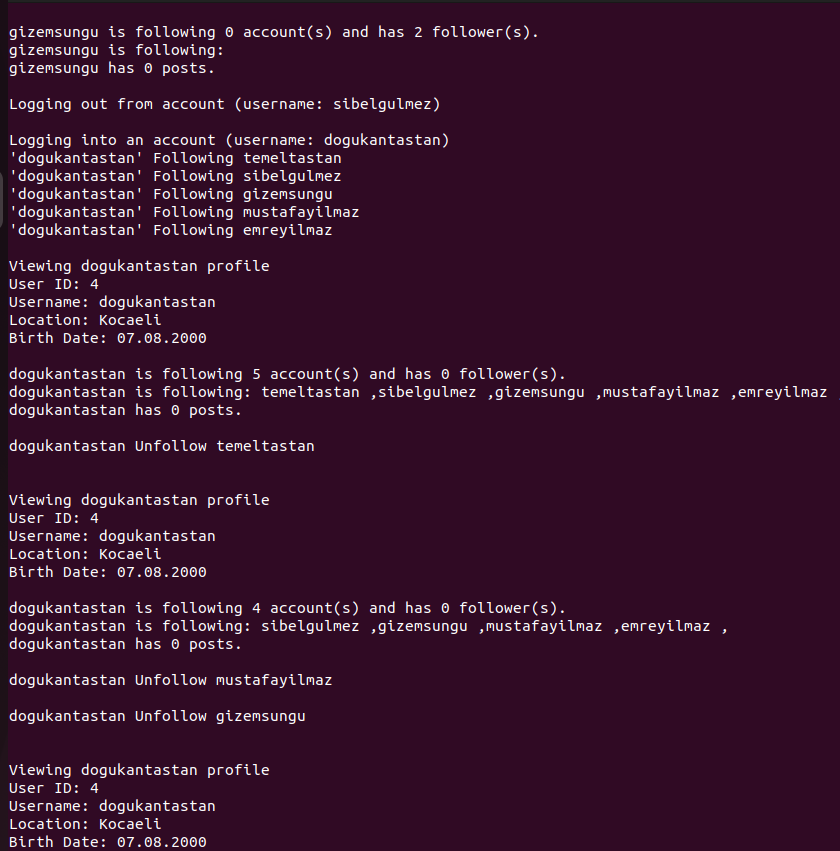 gizemsungu is following 0 account(s) and has 2 follower(s).
gizemsungu is following:
gizemsungu has 0 posts.
Logging out from account (username: sibelgulmez)
Logging into an account (username: dogukantastan)
'dogukantastan' Following temeltastan
'dogukantastan' Following sibelgulmez
'dogukantastan' Following gizemsungu
'dogukantastan' Following mustafayilmaz
'dogukantastan' Following emreyilmaz
Viewing dogukantastan profile
User ID: 4
Username: dogukantastan
Location: Kocaeli
Birth Date: 07.08.2000
dogukantastan is following 5 account(s) and has 0 follower(s).
dogukantastan is following: temeltastan ,sibelgulmez ,gizemsungu ,mustafayilmaz ,emreyilmaz ,
dogukantastan has 0 posts.
dogukantastan Unfollow temeltastan
Viewing dogukantastan profile
User ID: 4
Username: dogukantastan
Location: Kocaeli
Birth Date: 07.08.2000
dogukantastan is following 4 account(s) and has 0 follower(s).
dogukantastan is following: sibelgulmez ,gizemsungu ,mustafayilmaz ,emreyilmaz ,
dogukantastan has 0 posts.
dogukantastan Unfollow mustafayilmaz
dogukantastan Unfollow gizemsungu
Viewing dogukantastan profile
User ID: 4
Username: dogukantastan
Location: Kocaeli
Birth Date: 07.08.2000